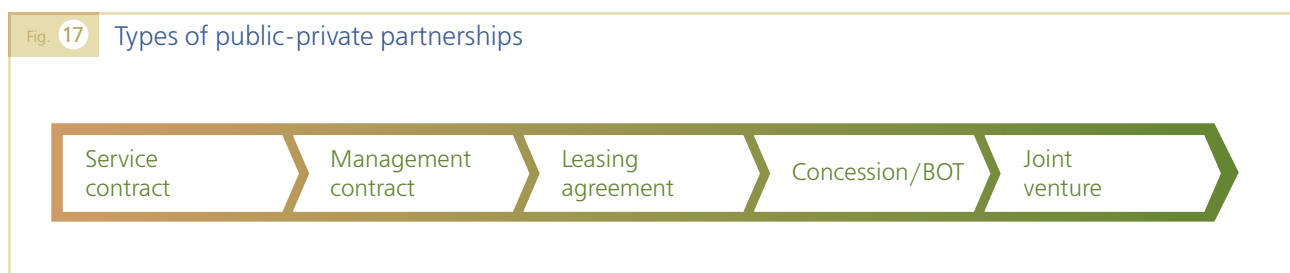 Fig. 17 Types of public-private partnerships
Service
contract
Management
contract
Leasing
agreement
Concession/BOT
Joint
venture